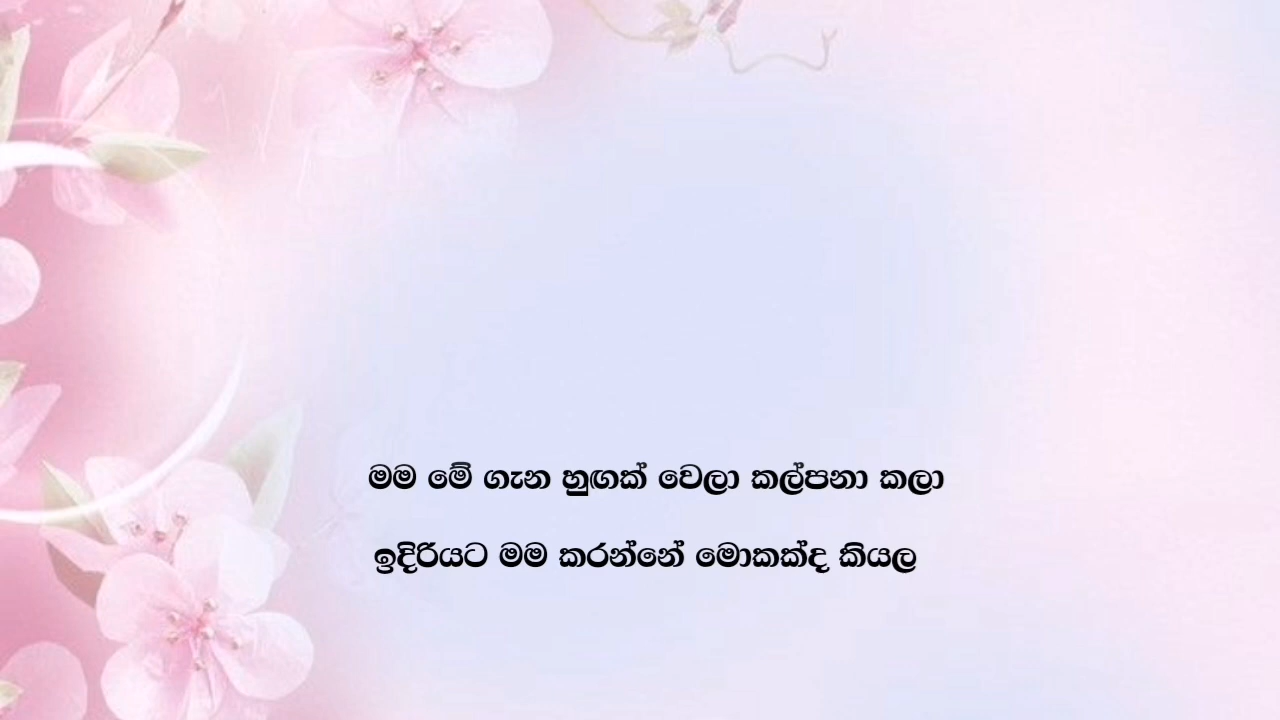 මම මේ ගැන හුඟක් වෙලා කල්පනා කලා
ඉදිරියට මම කරන්නේ මොකක්ද කියල